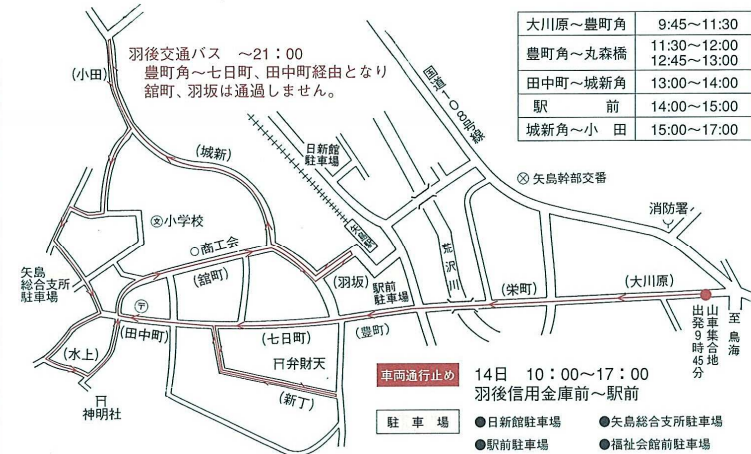 羽後交通バス ～21：00
豊町角～七日町、田中町経由となり
舘町、羽坂は通過しません。
大川原～豊町角 9:45～11:30
豊町角～丸森橋 11:30～12:00
12:45～13:00
田中町～城新角 13:00～14:00
駅 前 14:00～15:00
城新角～小 田 15:00～17:00
(小田)
国道108号線
日新館
駐車場
(城新)
⊗矢島幹部交番
消防署
文小学校
○商工会
矢島駅
矢島
総合支所
駐車場
(舘町)
(羽坂)
駅前
駐車場
(栄町)
(大川原)
〒
(田中町)
(七日町)
(豊町)
山車集合地
出発9時45分
至鳥海
(水上)
弁財天
(新丁)
神明社
車両通行止め 14日 10：00～17：00
羽後信用金庫前～駅前
駐車場 ●日新館駐車場 ●矢島総合支所駐車場
●駅前駐車場 ●福祉会館前駐車場